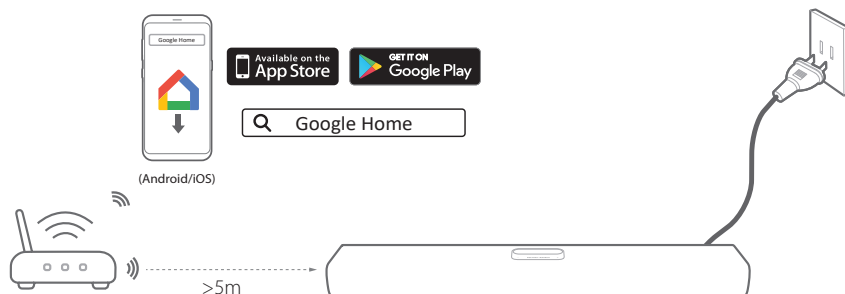 Google Home
Available on the
App Store
GET IT ON
Google Play
Google Home
(Android/iOS)
>5m